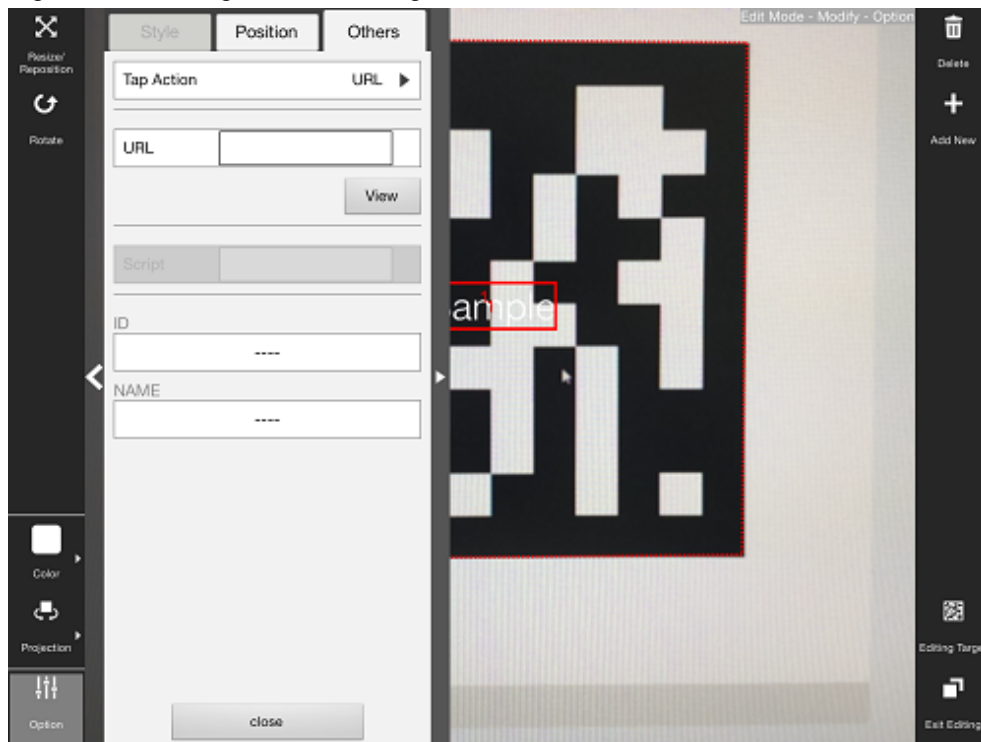 Edit Mode - Modify - Option
Resize/
Reposition
Rotate
Style
Position
Others
Tap Action
URL
URL
View
Script
ID
----
NAME
----
close
ample
Color
Projection
Option
Delete
Add New
Editing Targe
Exit Editing